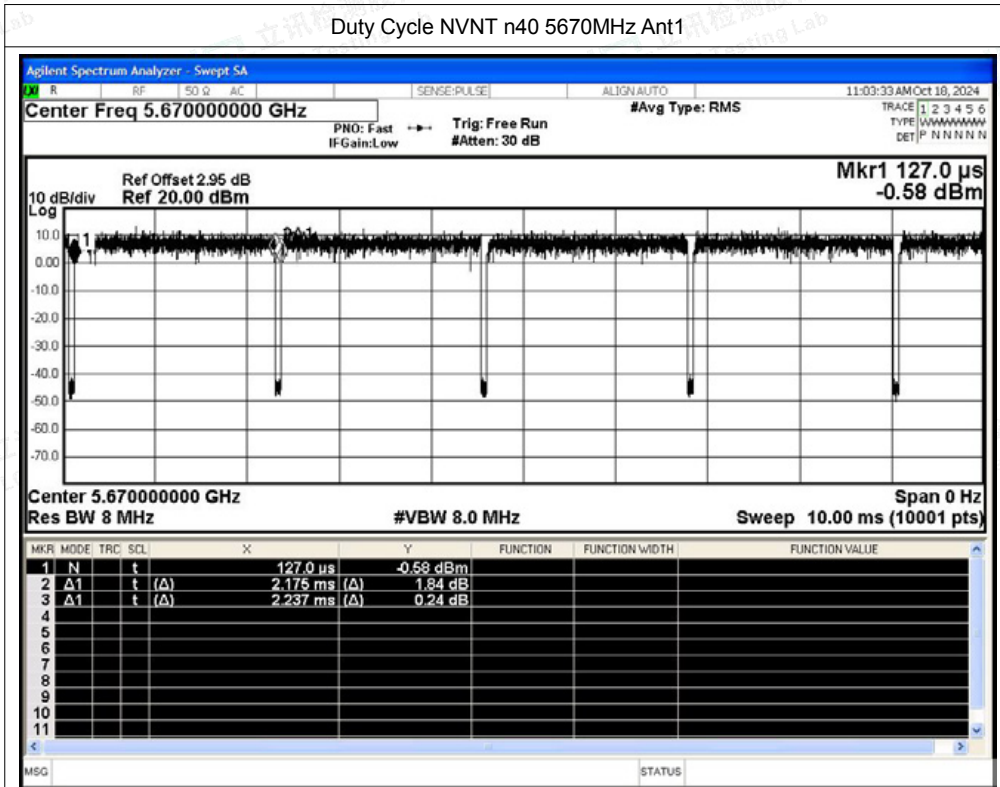 Duty Cycle NVNT n40 5670MHz Ant1
Agilent Spectrum Analyzer - Swept SA
R RF 50 Ω AC SENSE:PULSE ALIGN AUTO 11:03:33 AM Oct 18, 2024
Center Freq 5.670000000 GHz #Avg Type: RMS TRACE 1 2 3 4 5 6
PNO: Fast Trig: Free Run TYPE WWWWWW
IFGain:Low #Atten: 30 dB DET P N N N N N
Mkr1 127.0 µs
Ref Offset 2.95 dB
10 dB/div Ref 20.00 dBm -0.58 dBm
Log
10.0
0.00
-10.0
-20.0
-30.0
-40.0
-50.0
-60.0
-70.0
1
Center 5.670000000 GHz Span 0 Hz
Res BW 8 MHz #VBW 8.0 MHz Sweep 10.00 ms (10001 pts)
MKR MODE TRC SCL X Y FUNCTION FUNCTION WIDTH FUNCTION VALUE
1 N t 127.0 µs -0.58 dBm
2 Δ1 t (Δ) 2.175 ms (Δ) 1.84 dB
3 Δ1 t (Δ) 2.237 ms (Δ) 0.24 dB
4
5
6
7
8
9
10
11
MSG STATUS